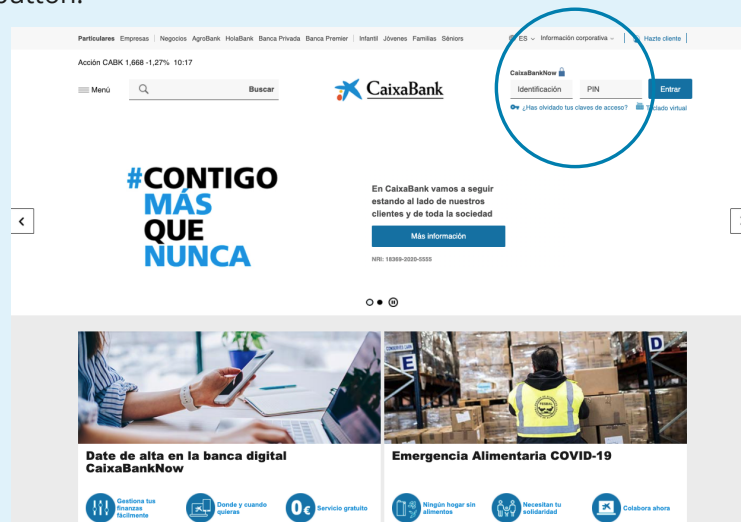 button.
Particulares Empresas Negocios AgroBank HolaBank Banca Privada Banca Premier Infantil Jóvenes Familias Séniors ES Información corporativa Hazte cliente
Acción CABK 1,668 -1,27% 10:17
CaixaBankNow
Menú Buscar CaixaBank Identificación PIN Entrar
¿Has olvidado tus claves de acceso? Teclado virtual
#CONTIGO
MÁS
QUE
NUNCA
En CaixaBank vamos a seguir
estando al lado de nuestros
clientes y de toda la sociedad
Más información
NRI: 18369-2020-5555
E
D
Date de alta en la banca digital
CaixaBankNow
Gestiona tus
finanzas
fácilmente
Donde y cuando
quieras
0€ Servicio gratuito
Emergencia Alimentaria COVID-19
Ningún hogar sin
alimentos
Necesitan tu
solidaridad
Colabora ahora